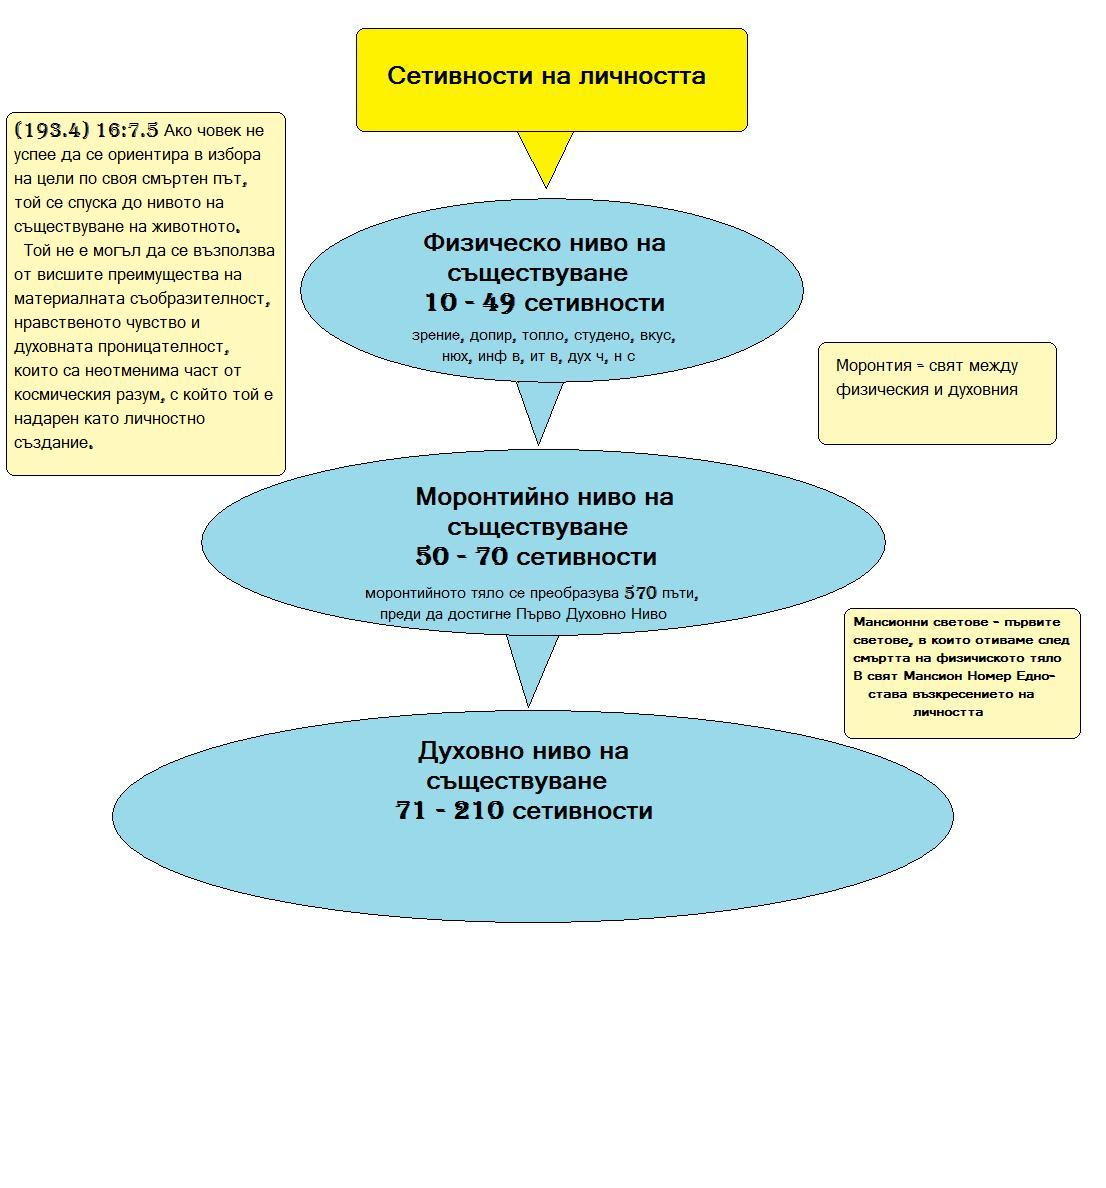 Сетивности на личността
(193.4) 16:7.5 Ако човек не
успее да се ориентира в избора
на цели по своя смъртен път,
той се спуска до нивото на
съществуване на животното.
Той не е могъл да се възползва
от висшите преимущества на
материалната съобразителност,
нравственото чувство и
духовната проницателност,
които са неотменима част от
космическия разум, с който той е
надарен като личностно
създание.
Физическо ниво на
съществуване
10 - 49 сетивности
зрение, допир, топло, студено, вкус,
нюх, инф в, ит в, дух ч, н с
Моронтия - свят между
физическия и духовния
Моронтийно ниво на
съществуване
50 - 70 сетивности
моронтийното тяло се преобразува 570 пъти,
преди да достигне Първо Духовно Ниво
Мансионни светове - първите
светове, в които отиваме след
смъртта на физичиското тяло
В свят Мансион Номер Едно-
става възкресението на
личността
Духовно ниво на
съществуване
71 - 210 сетивности